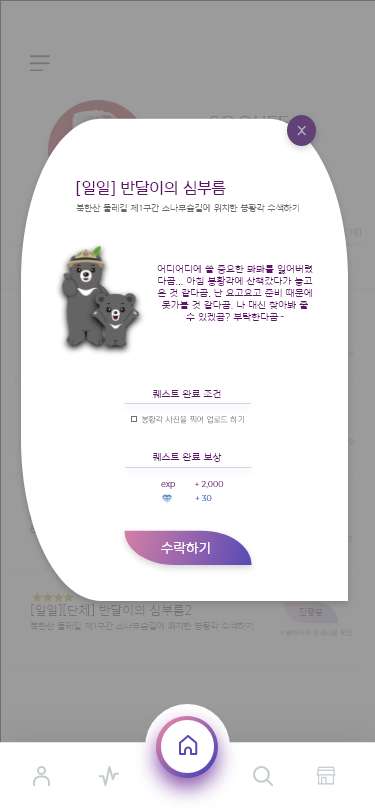 [일일] 반달이의 심부름
북한산 둘레길 제1구간 소나무숲길에 위치한 봉황각 수색하기
어디어디에 쓸 중요한 봐봐를 잃어버렸
다곰... 아침 봉황각에 산책갔다가 놓고
온 것 같다곰. 난 요고요고 준비 때문에
못가볼 것 같다곰. 나 대신 찾아봐 줄
수 있겠곰? 부탁한다곰~
퀘스트 완료 조건
봉황각 사진을 찍어 업로드 하기
퀘스트 완료 보상
exp + 2,000
+ 30
수락하기
[일일][단체] 반달이의 심부름2
북한산 둘레길 제1구간 소나무숲길에 위치한 봉황각 수색하기
진행중